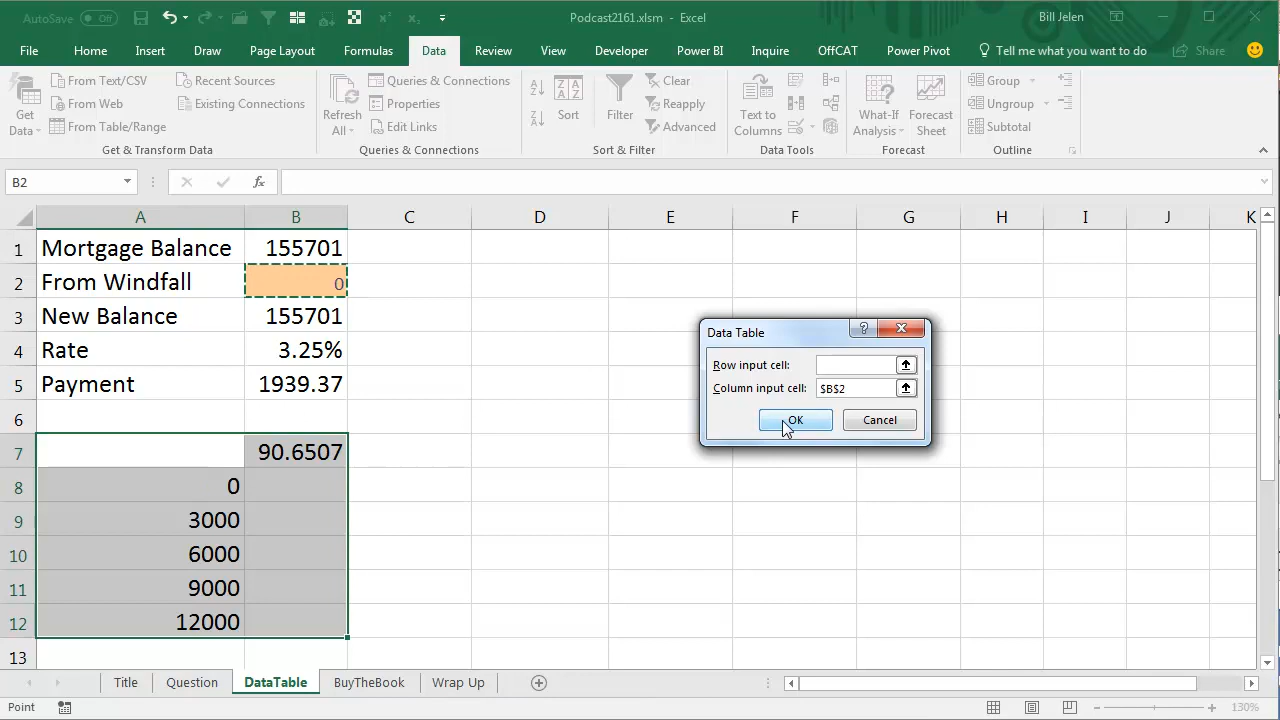 AutoSave Off Podcast2161.xlsm - Excel Bill Jelen
File Home Insert Draw Page Layout Formulas Data Review View Developer Power BI Inquire OffCAT Power Pivot Tell me what you want to do Share
From Text/CSV Recent Sources Queries & Connections Clear Group
From Web Existing Connections Properties Reapply Ungroup
From Table/Range Edit Links Advanced Subtotal
Get Data Refresh All Sort Filter Text to Columns What-If Analysis Forecast Sheet
Get & Transform Data Queries & Connections Sort & Filter Data Tools Forecast Outline
B2 fx
A B C D E F G H I J K
1 Mortgage Balance 155701
2 From Windfall 0
3 New Balance 155701
4 Rate 3.25%
5 Payment 1939.37
6
7 90.6507
8 0
9 3000
10 6000
11 9000
12 12000
13
Data Table ?
Row input cell:
Column input cell: $B$2
OK Cancel
Title Question DataTable BuyTheBook Wrap Up
Point 130%